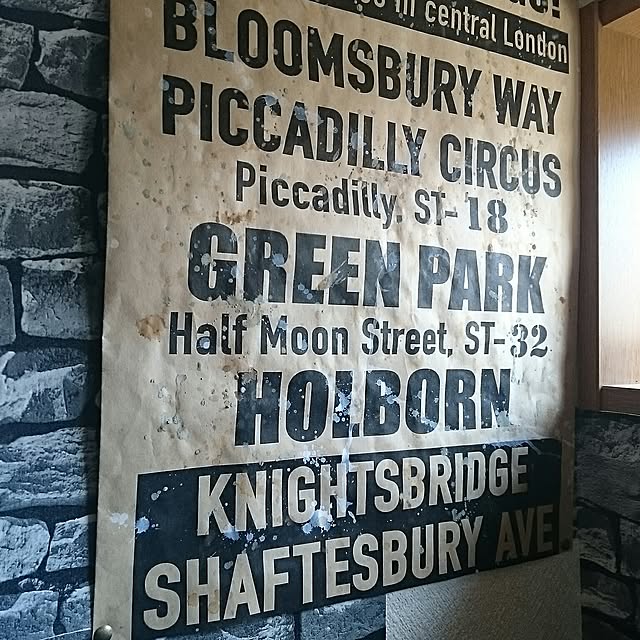 in central London
BLOOMSBURY WAY
PICCADILLY CIRCUS
Piccadilly, ST-18
GREEN PARK
Half Moon Street, ST-32
HOLBORN
KNIGHTSBRIDGE
SHAFTESBURY AVE